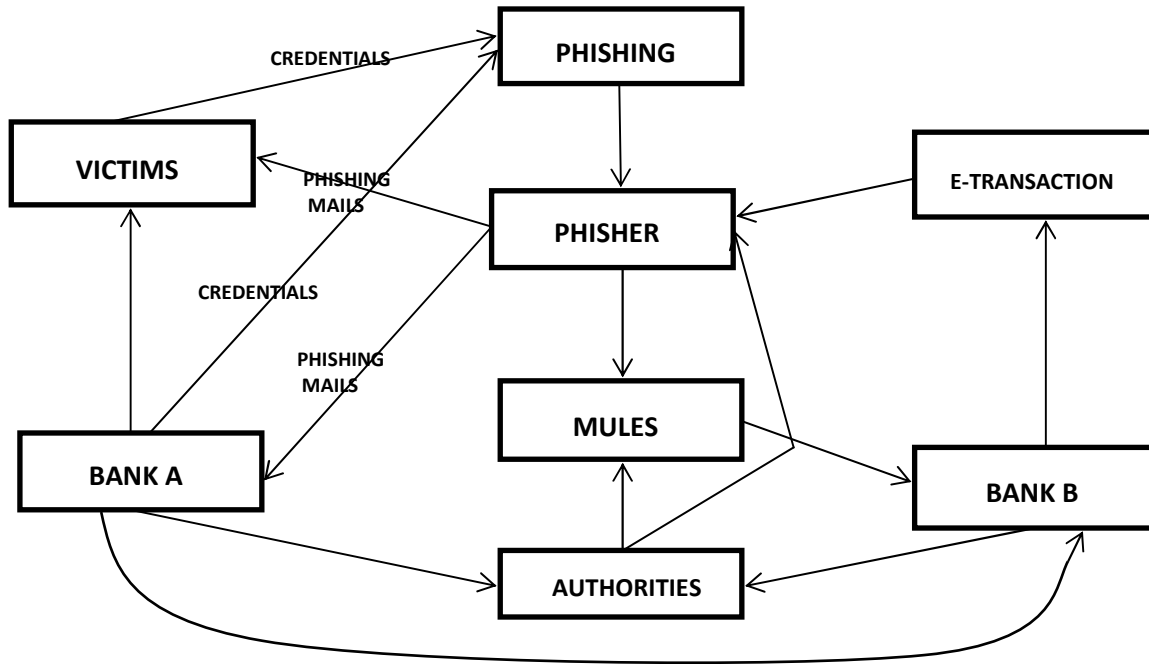 PHISHING
CREDENTIALS
VICTIMS
E-TRANSACTION
PHISHING
MAILS
PHISHER
CREDENTIALS
PHISHING
MAILS
MULES
BANK A
BANK B
AUTHORITIES